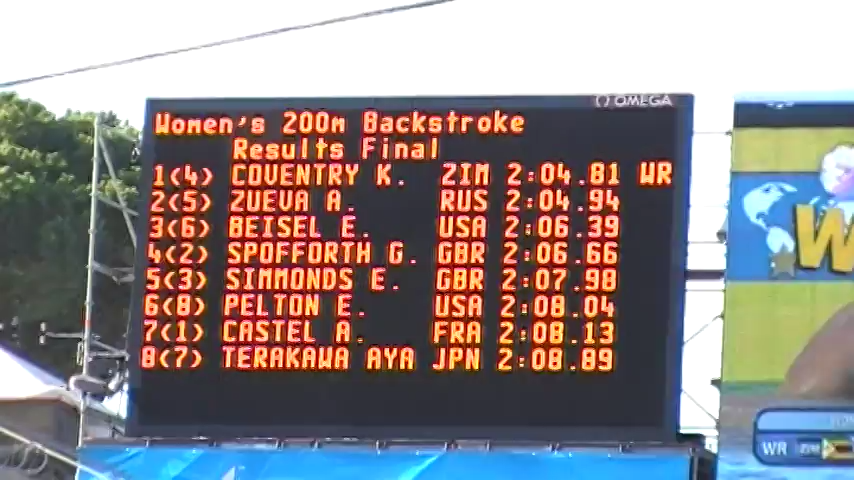 OMEGA
Women's 200m Backstroke
Results Final
1(4) COVENTRY K. ZIM 2:04.81 WR
2(5) ZUEVA A. RUS 2:04.94
3(6) BEISEL E. USA 2:06.39
4(2) SPOFFORTH G. GBR 2:06.66
5(3) SIMMONDS E. GBR 2:07.98
6(8) PELTON E. USA 2:08.04
7(1) CASTEL A. FRA 2:08.13
8(7) TERAKAWA AYA JPN 2:08.89
WR ZIM